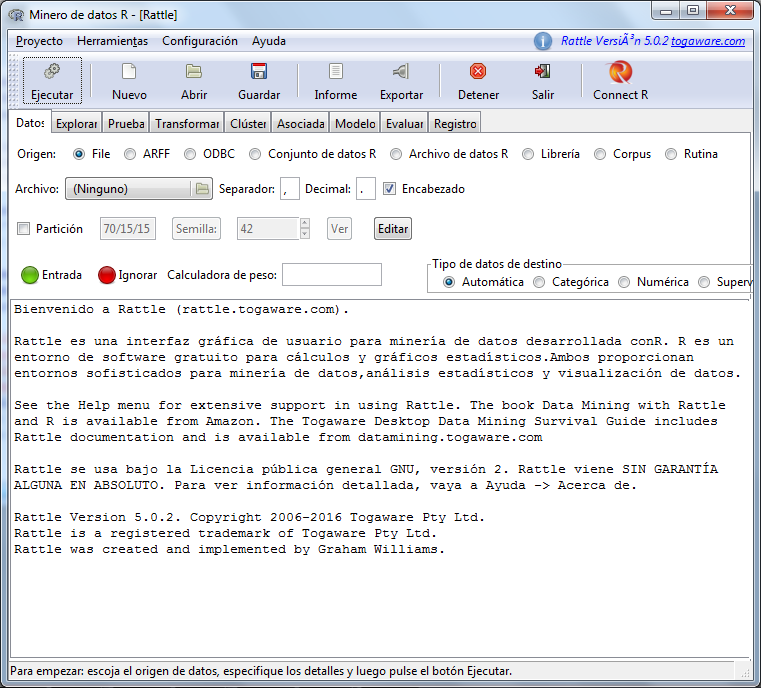 Minero de datos R - [Rattle]
Proyecto Herramientas Configuración Ayuda Rattle VersiÃ³n 5.0.2 togaware.com
Ejecutar Nuevo Abrir Guardar Informe Exportar Detener Salir Connect R
Datos Explorar Prueba Transformar Clúster Asociada Modelo Evaluar Registro
Origen: File ARFF ODBC Conjunto de datos R Archivo de datos R Librería Corpus Rutina
Archivo: (Ninguno) Separador: , Decimal: . Encabezado
Partición 70/15/15 Semilla: 42 Ver Editar
Entrada Ignorar Calculadora de peso: Tipo de datos de destino
Automática Categórica Numérica Superv
Bienvenido a Rattle (rattle.togaware.com).
Rattle es una interfaz gráfica de usuario para minería de datos desarrollada conR. R es un
entorno de software gratuito para cálculos y gráficos estadísticos.Ambos proporcionan
entornos sofisticados para minería de datos,análisis estadísticos y visualización de datos.
See the Help menu for extensive support in using Rattle. The book Data Mining with Rattle
and R is available from Amazon. The Togaware Desktop Data Mining Survival Guide includes
Rattle documentation and is available from datamining.togaware.com
Rattle se usa bajo la Licencia pública general GNU, versión 2. Rattle viene SIN GARANTÍA
ALGUNA EN ABSOLUTO. Para ver información detallada, vaya a Ayuda -> Acerca de.
Rattle Version 5.0.2. Copyright 2006-2016 Togaware Pty Ltd.
Rattle is a registered trademark of Togaware Pty Ltd.
Rattle was created and implemented by Graham Williams.
Para empezar: escoja el origen de datos, especifique los detalles y luego pulse el botón Ejecutar.